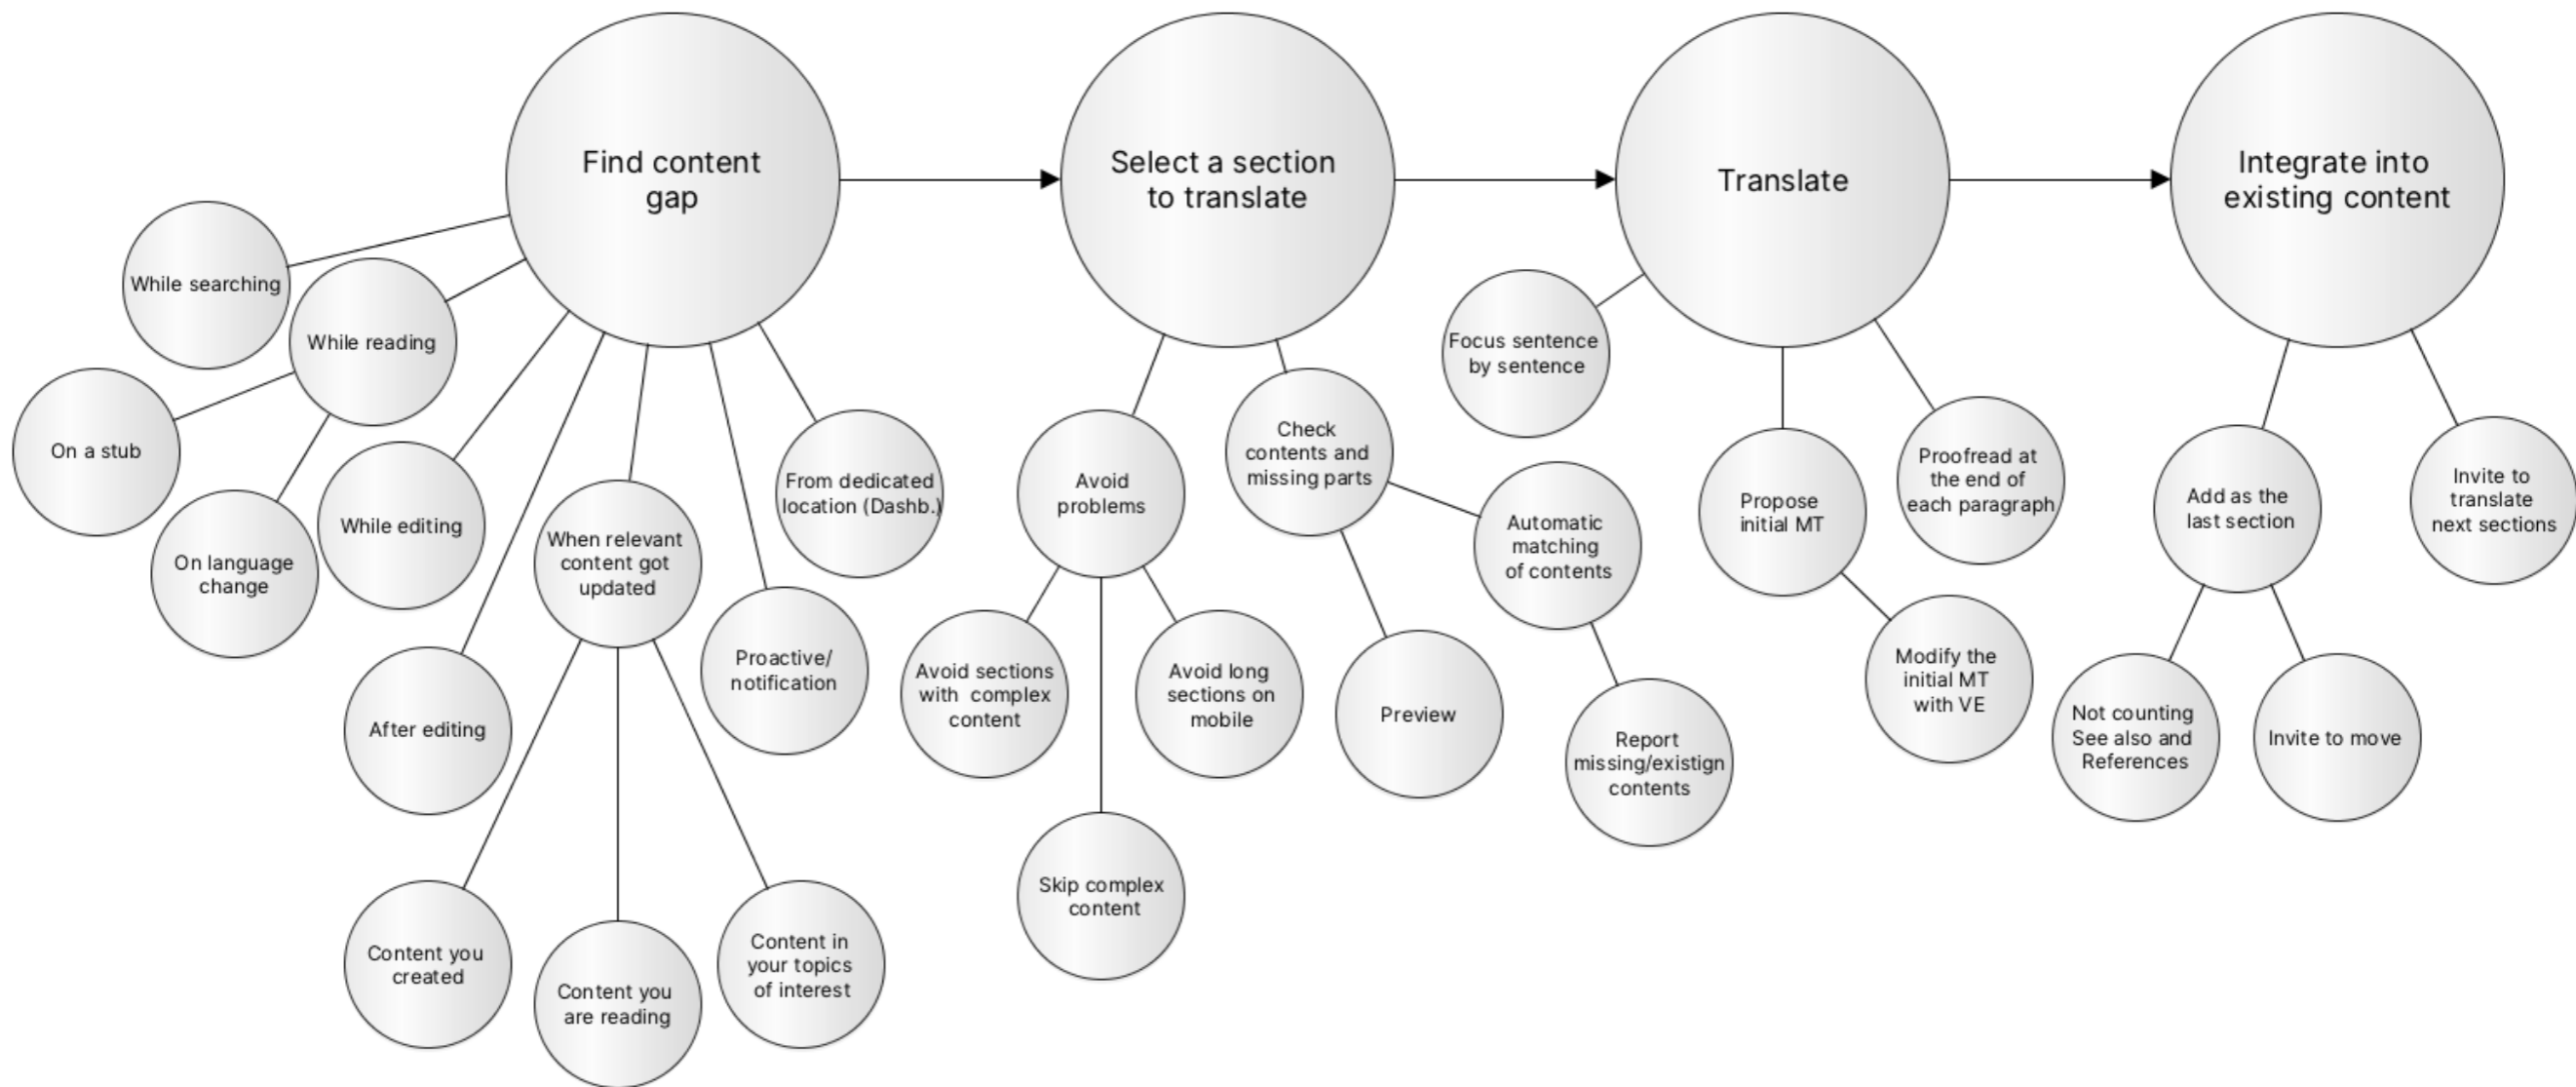 Find content
gap
Select a section
to translate
Translate
Integrate into
existing content
While searching
While reading
On a stub
On language
change
While editing
After editing
When relevant
content got
updated
Proactive/
notification
From dedicated
location (Dashb.)
Content you
created
Content you
are reading
Content in
your topics
of interest
Avoid
problems
Check
contents and
missing parts
Avoid sections
with  complex
content
Avoid long
sections on
mobile
Skip complex
content
Automatic
matching
of contents
Preview
Report
missing/existign
contents
Focus sentence
by sentence
Propose
initial MT
Proofread at
the end of
each paragraph
Modify the
initial MT
with VE
Add as the
last section
Invite to
translate
next sections
Not counting
See also and
References
Invite to move